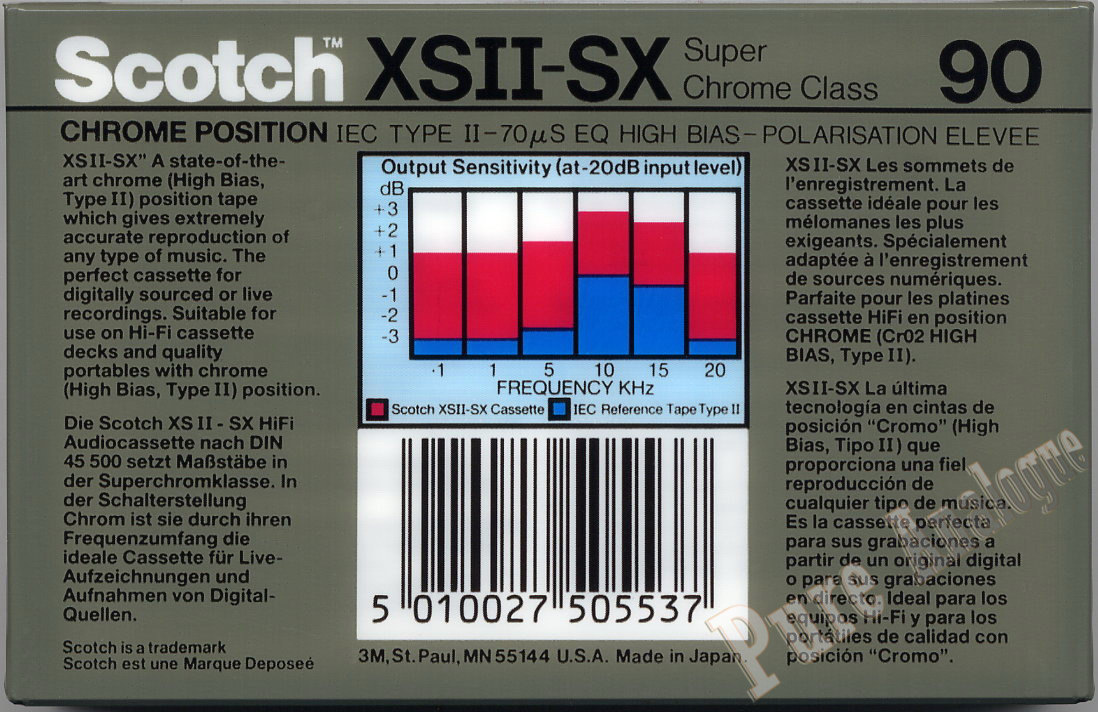 Scotch™ XSII-SX Super Chrome Class 90
CHROME POSITION IEC TYPE II-70µS EQ HIGH BIAS-POLARISATION ELEVEE
XSII-SX" A state-of-the-
art chrome (High Bias,
Type II) position tape
which gives extremely
accurate reproduction of
any type of music. The
perfect cassette for
digitally sourced or live
recordings. Suitable for
use on Hi-Fi cassette
decks and quality
portables with chrome
(High Bias, Type II) position.
Die Scotch XS II - SX HiFi
Audiocassette nach DIN
45 500 setzt Maßstäbe in
der Superchromklasse. In
der Schalterstellung
Chrom ist sie durch ihren
Frequenzumfang die
ideale Cassette für Live-
Aufzeichnungen und
Aufnahmen von Digital-
Quellen.
Scotch is a trademark
Scotch est une Marque Deposeé
Output Sensitivity (at-20dB input level)
dB
+3
+2
+1
0
-1
-2
-3
·1 1 5 10 15 20
FREQUENCY KHz
Scotch XSII-SX Cassette IEC Reference Tape Type II
5 010027 505537
3M, St. Paul, MN 55144 U.S.A. Made in Japan.
XSII-SX Les sommets de
l'enregistrement. La
cassette idéale pour les
mélomanes les plus
exigeants. Spécialement
adaptée à l'enregistrement
de sources numériques.
Parfaite pour les platines
cassette HiFi en position
CHROME (Cr02 HIGH
BIAS, Type II).
XSII-SX La última
tecnología en cintas de
posición "Cromo" (High
Bias, Tipo II) que
proporciona una fiel
reproducción de
cualquier tipo de musica.
Es la cassette perfecta
para sus grabaciones a
partir de un original digital
o para sus grabaciones
en directo. Ideal para los
equipos Hi-Fi y para los
portátiles de calidad con
posición "Cromo".
Pure Analogue